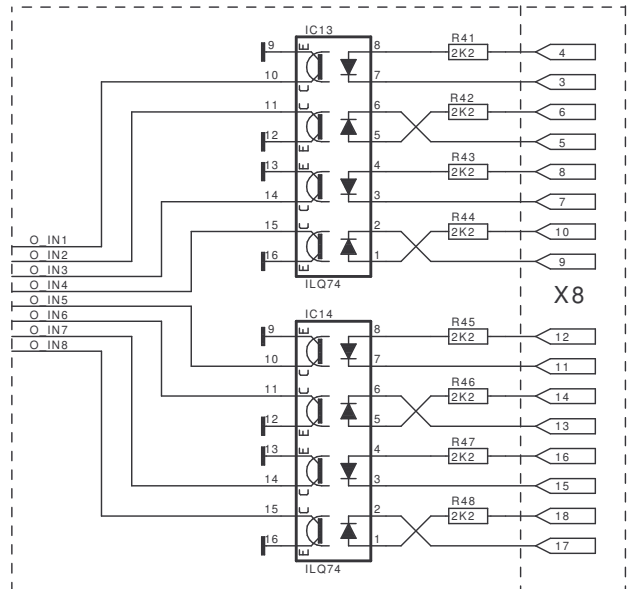 IC13
9 E 8 R41 2K2 4
10 C 7 3
11 C 6 R42 2K2 6
12 E 5 5
13 E 4 R43 2K2 8
14 C 3 7
15 C 2 R44 2K2 10
16 E 1 9
ILQ74
O_IN1
O_IN2
O_IN3
O_IN4
O_IN5
O_IN6
O_IN7
O_IN8
X8
IC14
9 E 8 R45 2K2 12
10 C 7 11
11 C 6 R46 2K2 14
12 E 5 13
13 E 4 R47 2K2 16
14 C 3 15
15 C 2 R48 2K2 18
16 E 1 17
ILQ74